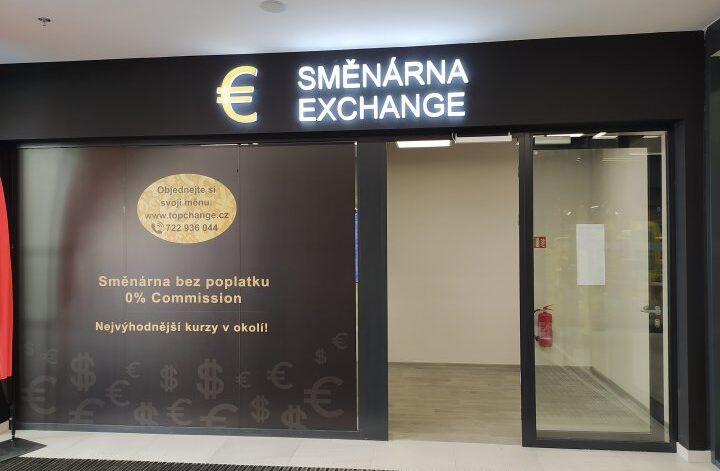 € SMĚNÁRNA
EXCHANGE
Objednejte si
svoji měnu:
www.topchange.cz
722 936 044
Směnárna bez poplatku
0% Commission
Nejvýhodnější kurzy v okolí!